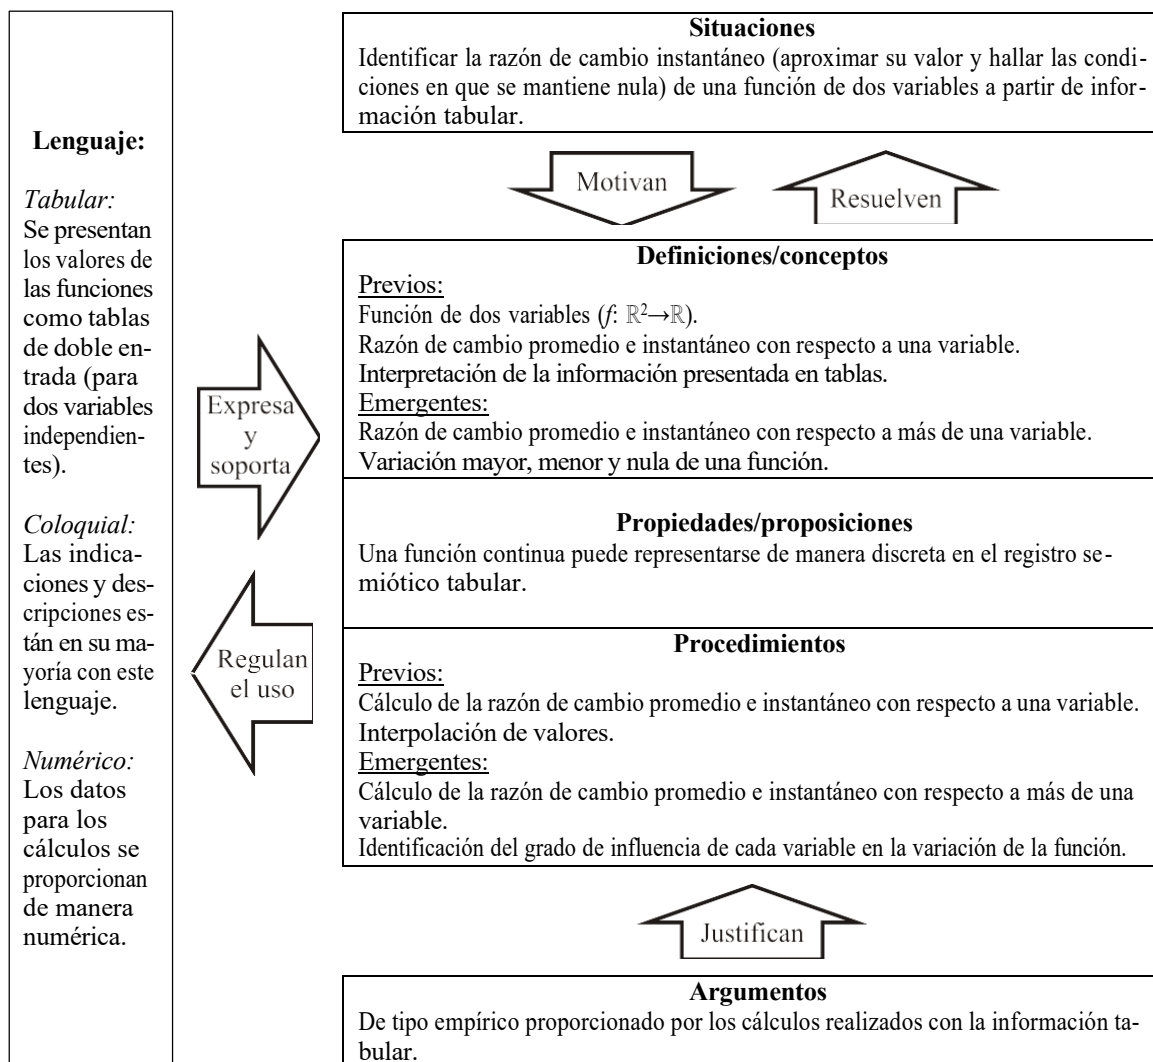 Lenguaje:
Tabular:
Se presentan
los valores de
las funciones
como tablas
de doble en-
trada (para
dos variables
independien-
tes).
Coloquial:
Las indica-
ciones y des-
cripciones es-
tán en su ma-
yoría con este
lenguaje.
Numérico:
Los datos
para los
cálculos se
proporcionan
de manera
numérica.
Expresa
y
soporta
Regulan
el uso
Situaciones
Identificar la razón de cambio instantáneo (aproximar su valor y hallar las condi-
ciones en que se mantiene nula) de una función de dos variables a partir de infor-
mación tabular.
Motivan
Resuelven
Definiciones/conceptos
Previos:
Función de dos variables (f: ℝ²→ℝ).
Razón de cambio promedio e instantáneo con respecto a una variable.
Interpretación de la información presentada en tablas.
Emergentes:
Razón de cambio promedio e instantáneo con respecto a más de una variable.
Variación mayor, menor y nula de una función.
Propiedades/proposiciones
Una función continua puede representarse de manera discreta en el registro se-
miótico tabular.
Procedimientos
Previos:
Cálculo de la razón de cambio promedio e instantáneo con respecto a una variable.
Interpolación de valores.
Emergentes:
Cálculo de la razón de cambio promedio e instantáneo con respecto a más de una
variable.
Identificación del grado de influencia de cada variable en la variación de la función.
Justifican
Argumentos
De tipo empírico proporcionado por los cálculos realizados con la información ta-
bular.